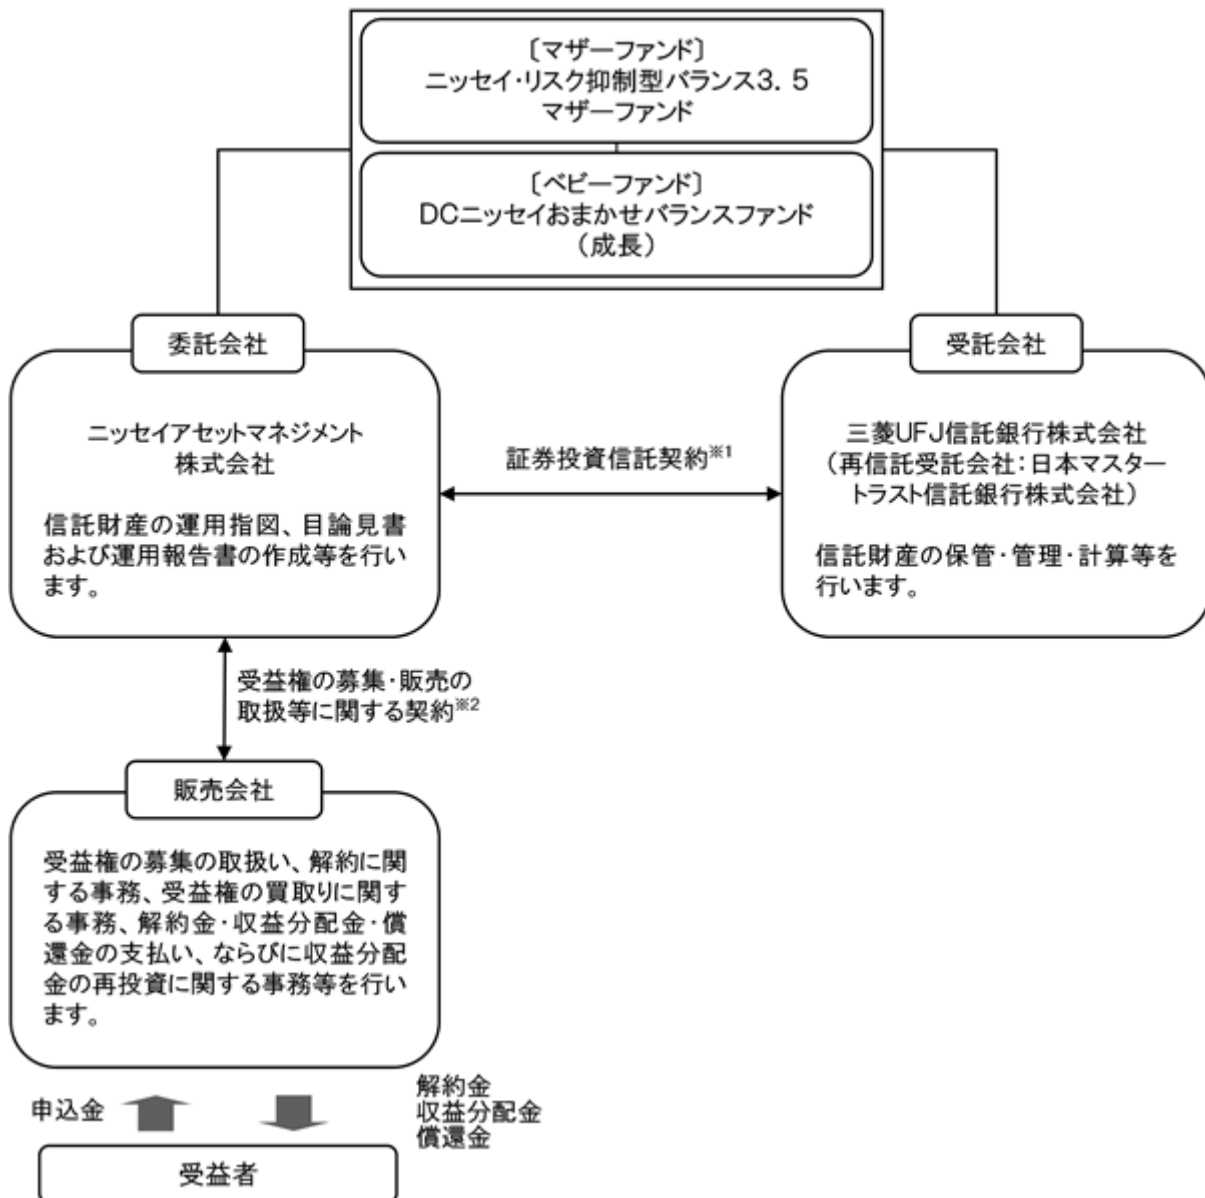 〔マザーファンド〕
ニッセイ・リスク抑制型バランス3．5
マザーファンド
〔ベビーファンド〕
DCニッセイおまかせバランスファンド
（成長）
委託会社
ニッセイアセットマネジメント
株式会社
信託財産の運用指図、目論見書
および運用報告書の作成等を行い
ます。
証券投資信託契約※1
受託会社
三菱UFJ信託銀行株式会社
（再信託受託会社：日本マスター
トラスト信託銀行株式会社）
信託財産の保管・管理・計算等を
行います。
受益権の募集・販売の
取扱等に関する契約※2
販売会社
受益権の募集の取扱い、解約に関
する事務、受益権の買取りに関す
る事務、解約金・収益分配金・償
還金の支払い、ならびに収益分配
金の再投資に関する事務等を行い
ます。
申込金
解約金
収益分配金
償還金
受益者